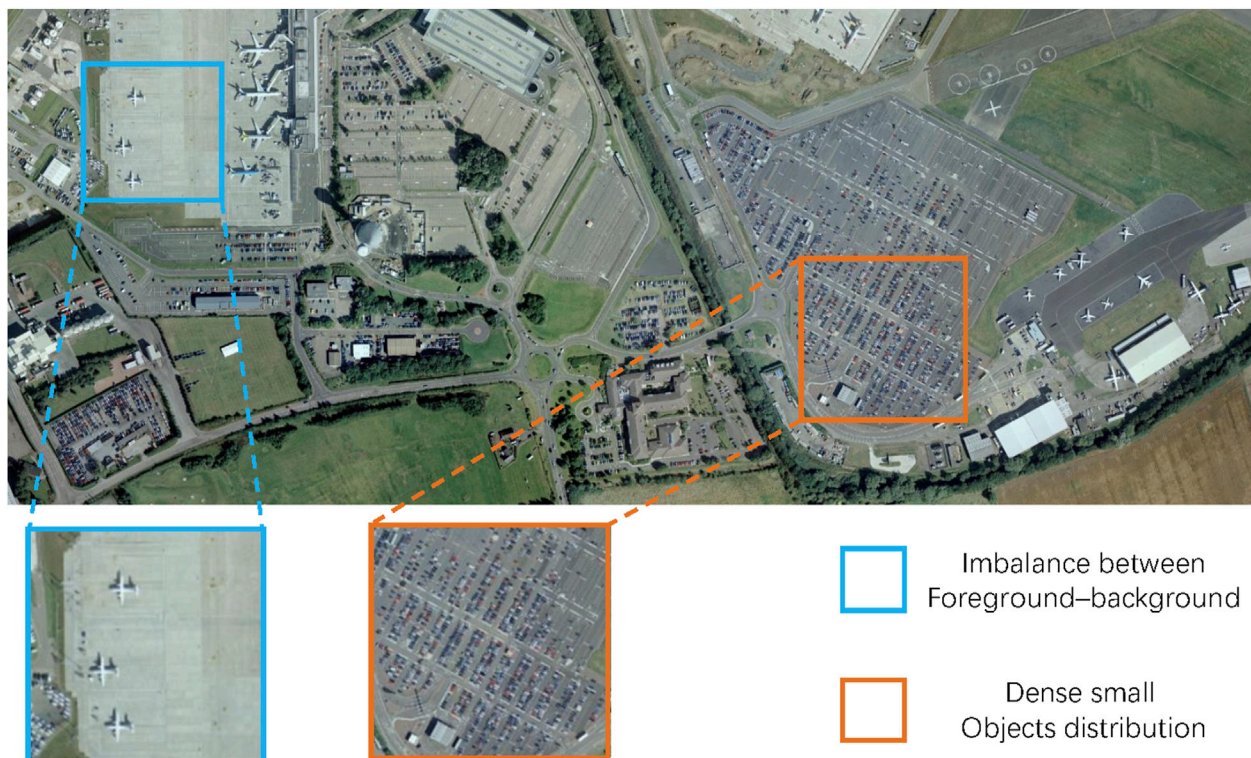 Imbalance between
Foreground–background
Dense small
Objects distribution